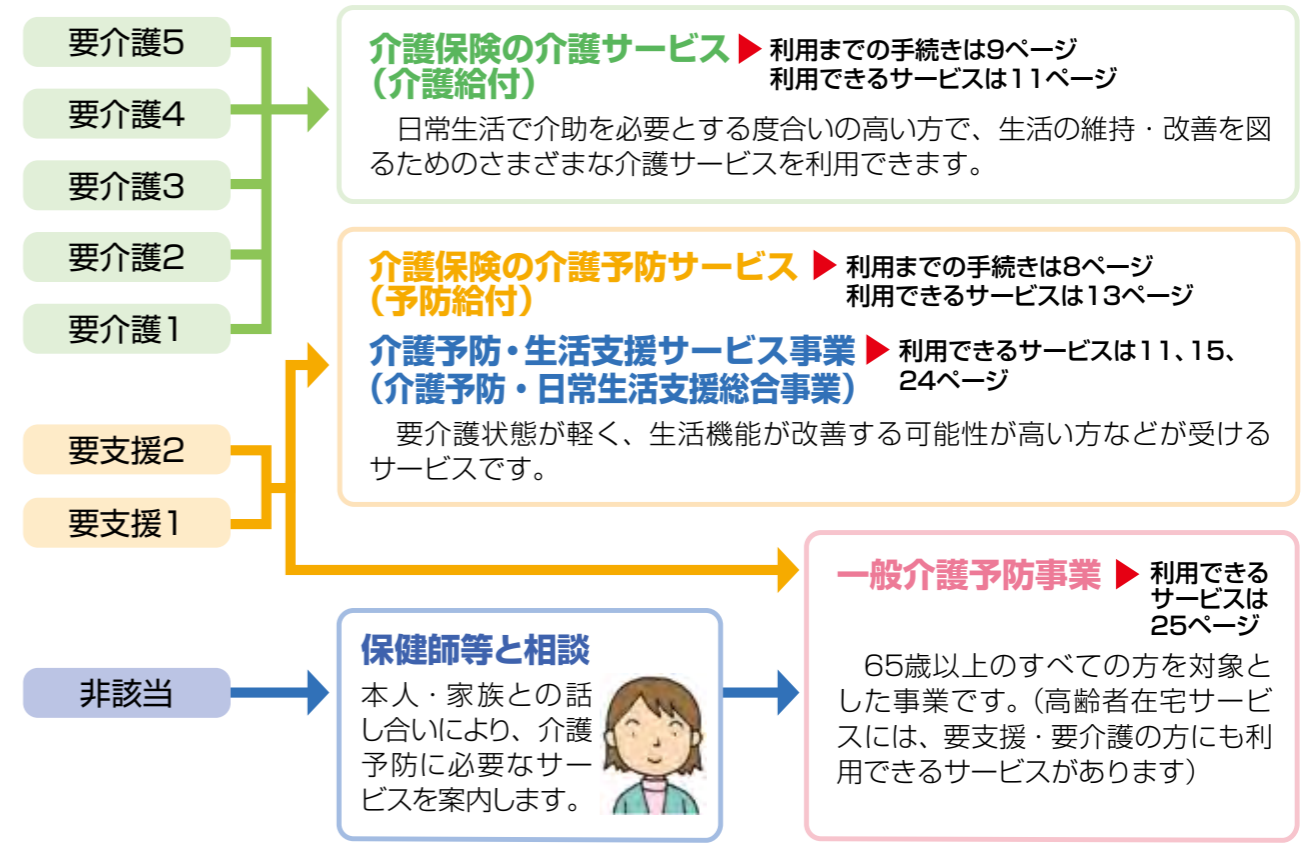 要介護5
要介護4
要介護3
要介護2
要介護1
介護保険の介護サービス▶利用までの手続きは9ページ
(介護給付)
利用できるサービスは11ページ
日常生活で介助を必要とする度合いの高い方で、生活の維持・改善を図
るためのさまざまな介護サービスを利用できます。
要支援2
要支援1
介護保険の介護予防サービス▶利用までの手続きは8ページ
(予防給付)
利用できるサービスは13ページ
介護予防・生活支援サービス事業▶利用できるサービスは11、15、
24ページ
(介護予防・日常生活支援総合事業)
要介護状態が軽く、生活機能が改善する可能性が高い方などが受ける
サービスです。
非該当
保健師等と相談
本人・家族との話
し合いにより、介護
予防に必要なサー
ビスを案内します。
一般介護予防事業▶利用できる
サービスは
25ページ
65歳以上のすべての方を対象と
した事業です。(高齢者在宅サービ
スには、要支援・要介護の方にも利
用できるサービスがあります)